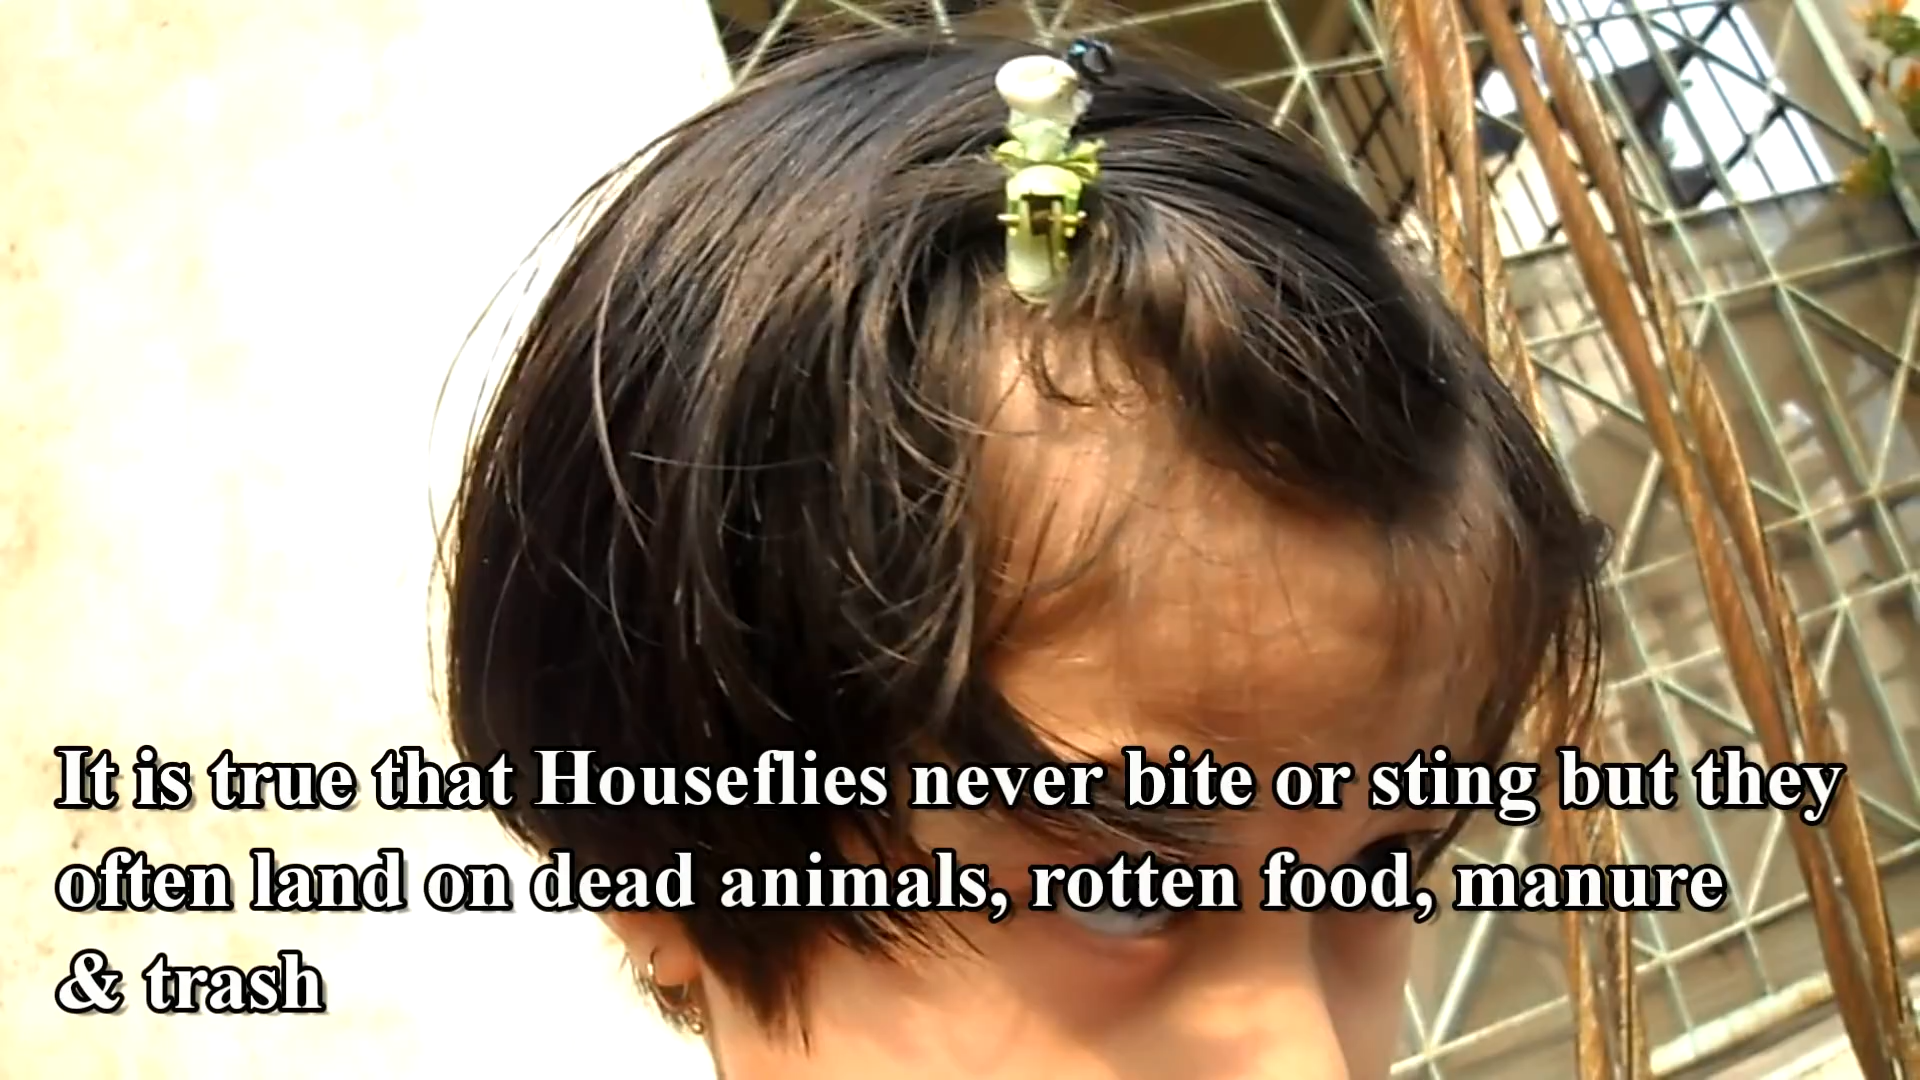 It is true that Houseflies never bite or sting but they
often land on dead animals, rotten food, manure
& trash